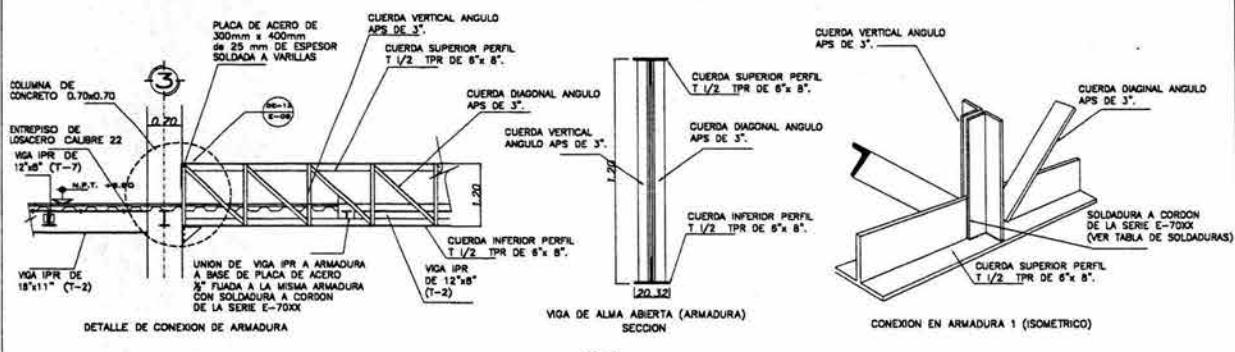 PLACA DE ACERO DE
300mm x 400mm
de 25 mm DE ESPESOR
SOLDADA A VARILLAS
COLUMNA DE
CONCRETO 0.70x0.70
3
0.70
ENTREPISO DE
LOSACERO CALIBRE 22
VIGA IPR DE
12"x8" (T-7)
N.P.T.
VIGA IPR DE
18"x11" (T-2)
CUERDA VERTICAL ANGULO
APS DE 3".
CUERDA SUPERIOR PERFIL
T 1/2 TPR DE 6"x 8".
CUERDA DIAGONAL ANGULO
APS DE 3".
1.20
CUERDA INFERIOR PERFIL
T 1/2 TPR DE 6"x 8".
VIGA IPR
DE 12"x8"
(T-2)
UNION DE VIGA IPR A ARMADURA
A BASE DE PLACA DE ACERO
FIJADA A LA MISMA ARMADURA
CON SOLDADURA A CORDON
DE LA SERIE E-70XX
DETALLE DE CONEXION DE ARMADURA
CUERDA SUPERIOR PERFIL
T 1/2 TPR DE 6"x 8".
CUERDA VERTICAL
ANGULO APS DE 3".
CUERDA DIAGONAL ANGULO
APS DE 3".
1.20
CUERDA INFERIOR PERFIL
T 1/2 TPR DE 6"x 8".
20.32
VIGA DE ALMA ABIERTA (ARMADURA)
SECCION
CUERDA VERTICAL ANGULO
APS DE 3".
CUERDA DIAGINAL ANGULO
APS DE 3".
SOLDADURA A CORDON
DE LA SERIE E-70XX
(VER TABLA DE SOLDADURAS)
CUERDA SUPERIOR PERFIL
T 1/2 TPR DE 6"x 8".
CONEXION EN ARMADURA 1 (ISOMETRICO)